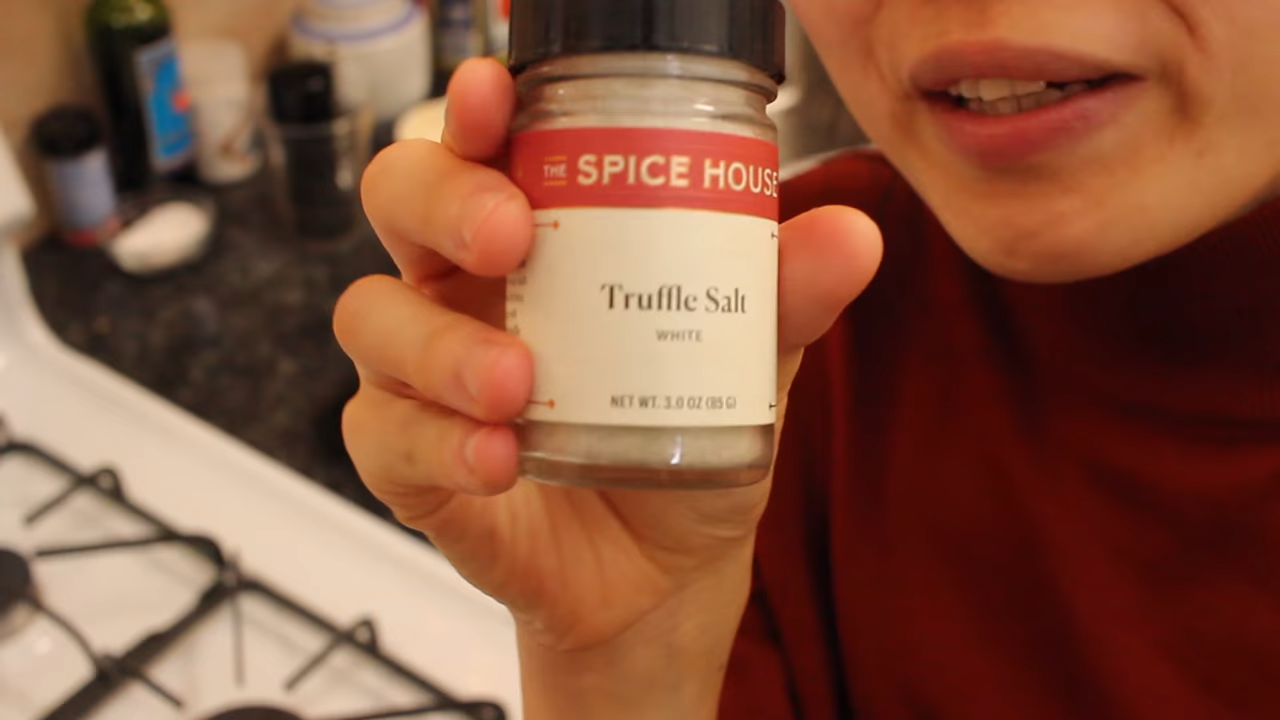 THE SPICE HOUSE
Truffle Salt
WHITE
NET WT. 3.0 OZ (85 G)